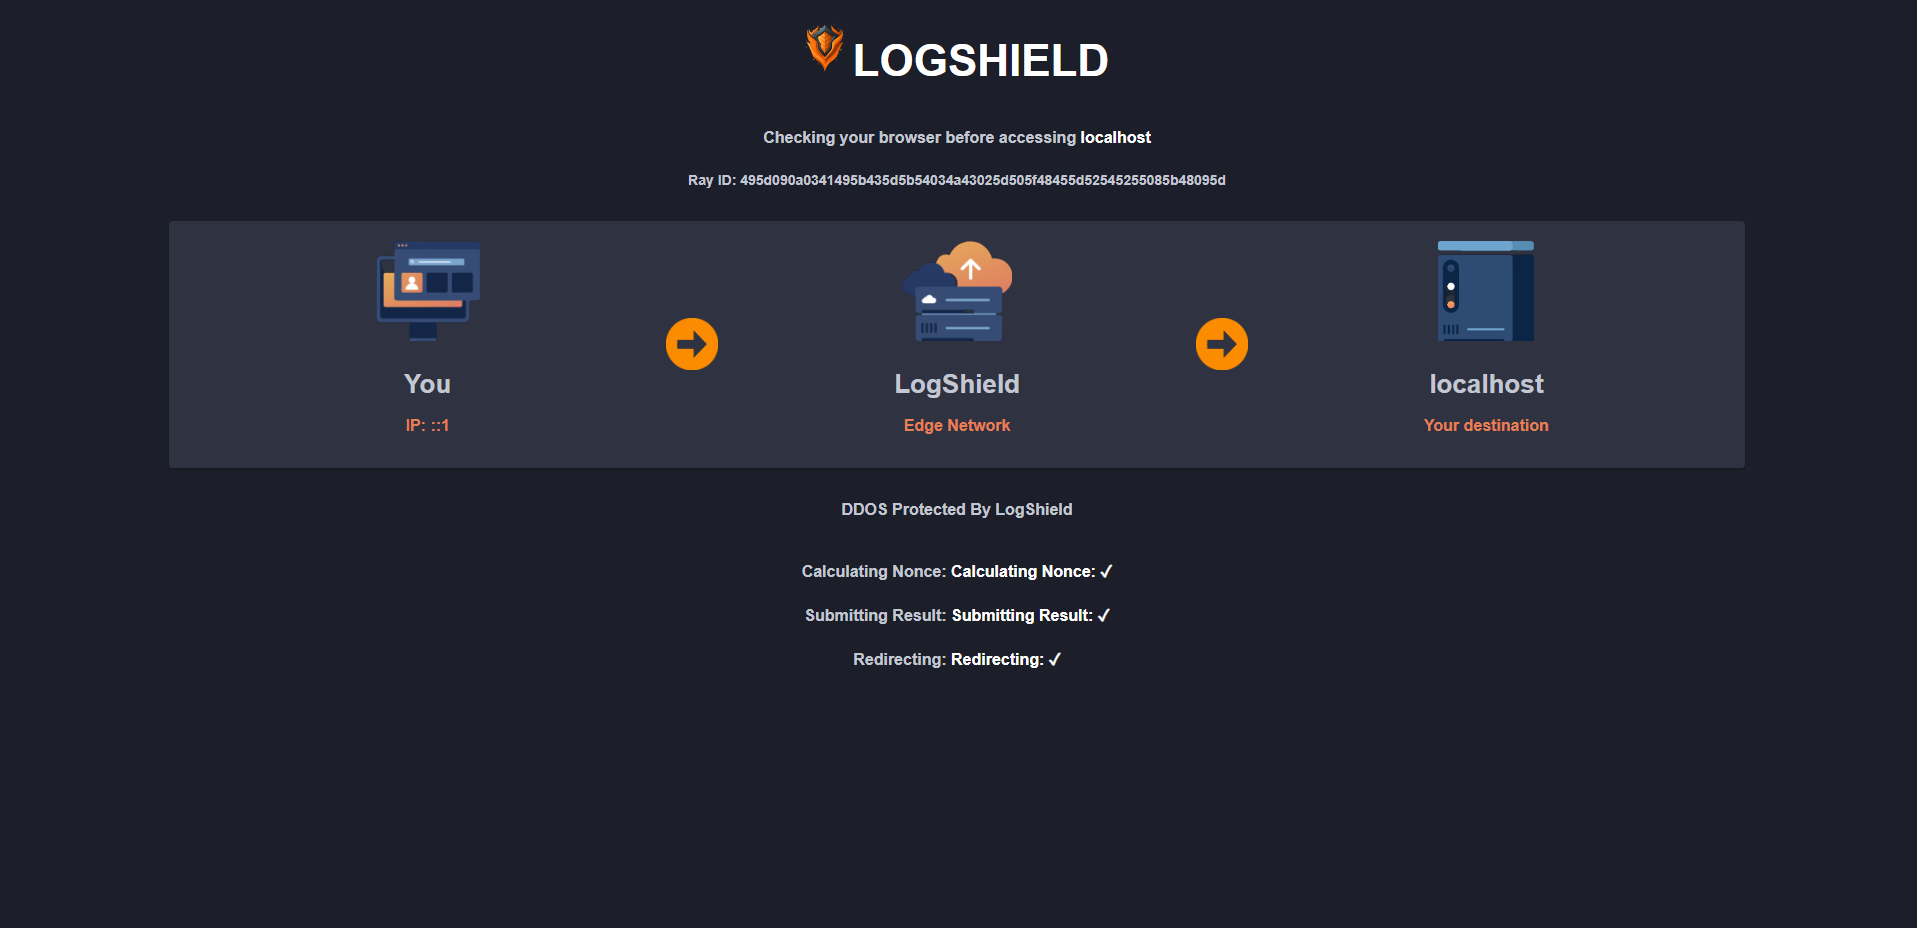 LOGSHIELD
Checking your browser before accessing localhost
Ray ID: 495d090a0341495b435d5b54034a43025d505f48455d52545255085b48095d
You
IP: ::1
LogShield
Edge Network
localhost
Your destination
DDOS Protected By LogShield
Calculating Nonce: Calculating Nonce: ✓
Submitting Result: Submitting Result: ✓
Redirecting: Redirecting: ✓